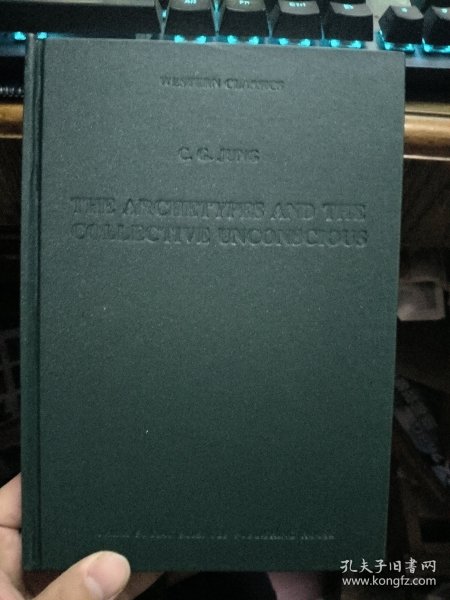 WESTERN CLASSICS
C. G. JUNG
THE ARCHETYPES AND THE
COLLECTIVE UNCONSCIOUS
孔夫子旧书网
www.kongfz.com